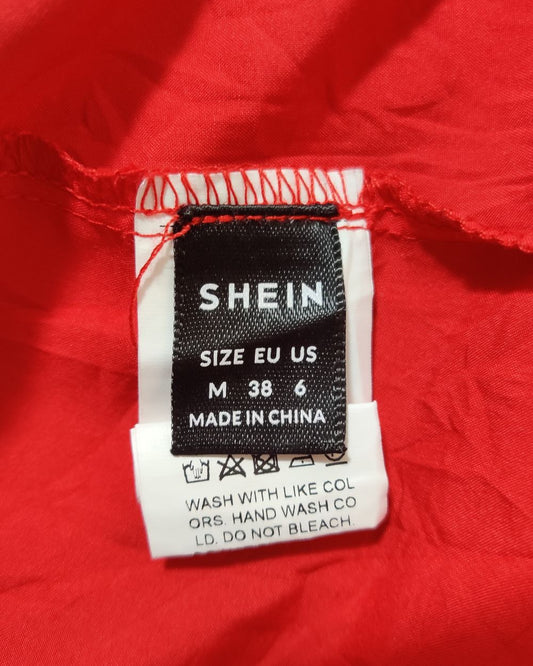 SHEIN
SIZE EU US
M 38 6
MADE IN CHINA
WASH WITH LIKE COL
ORS. HAND WASH CO
LD. DO NOT BLEACH.